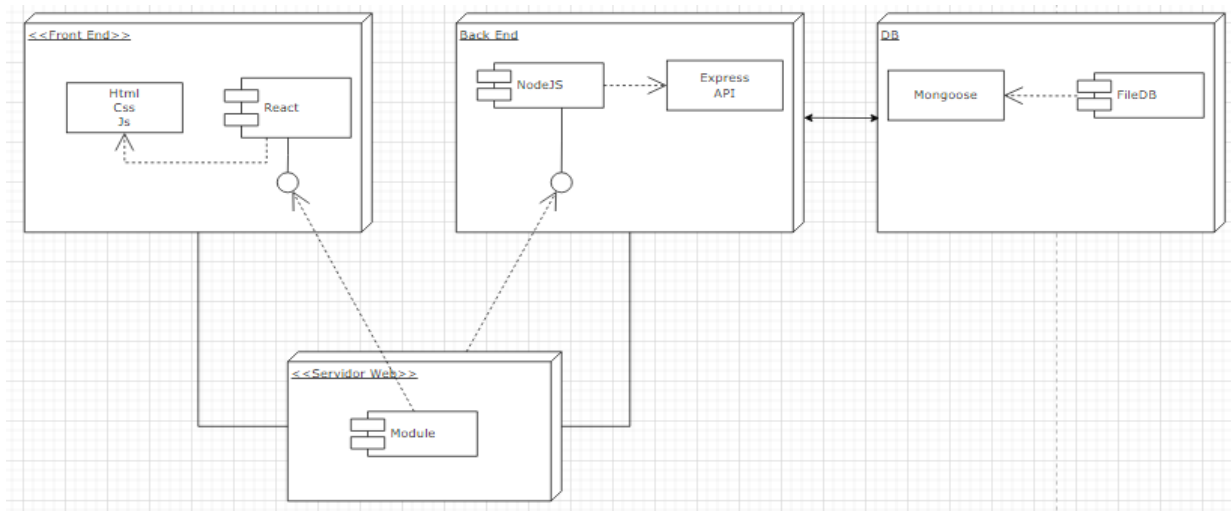 <<Front End>>
Html
Css
Js
React
Back End
NodeJS
Express
API
DB
Mongoose
FileDB
<<Servidor Web>>
Module